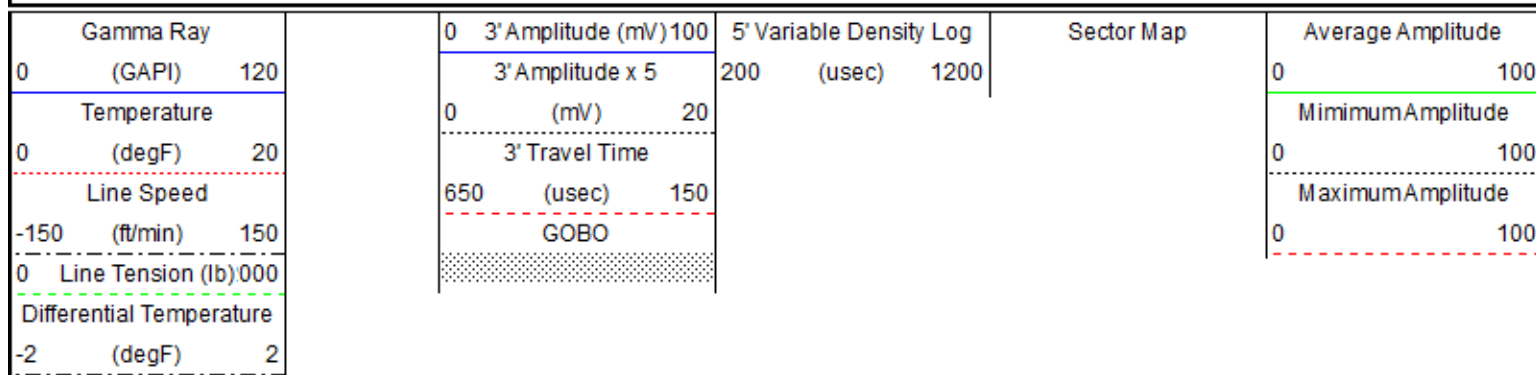 Gamma Ray
0 (GAPI) 120
Temperature
0 (degF) 20
Line Speed
-150 (ft/min) 150
0 Line Tension (lb) :000
Differential Temperature
-2 (degF) 2
0 3' Amplitude (mV) 100
3' Amplitude x 5
0 (mV) 20
3' Travel Time
650 (usec) 150
GOBO
5' Variable Density Log
200 (usec) 1200
Sector Map
Average Amplitude
0 100
Mimimum Amplitude
0 100
Maximum Amplitude
0 100